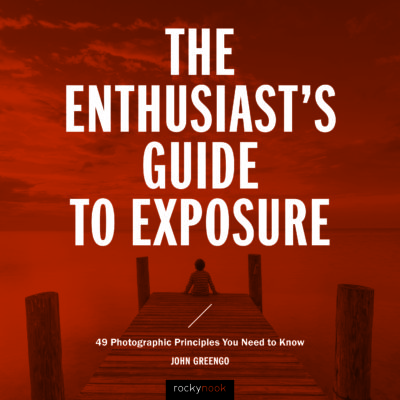 THE
ENTHUSIAST'S
GUIDE
TO EXPOSURE
49 Photographic Principles You Need to Know
JOHN GREENGO
rockynook